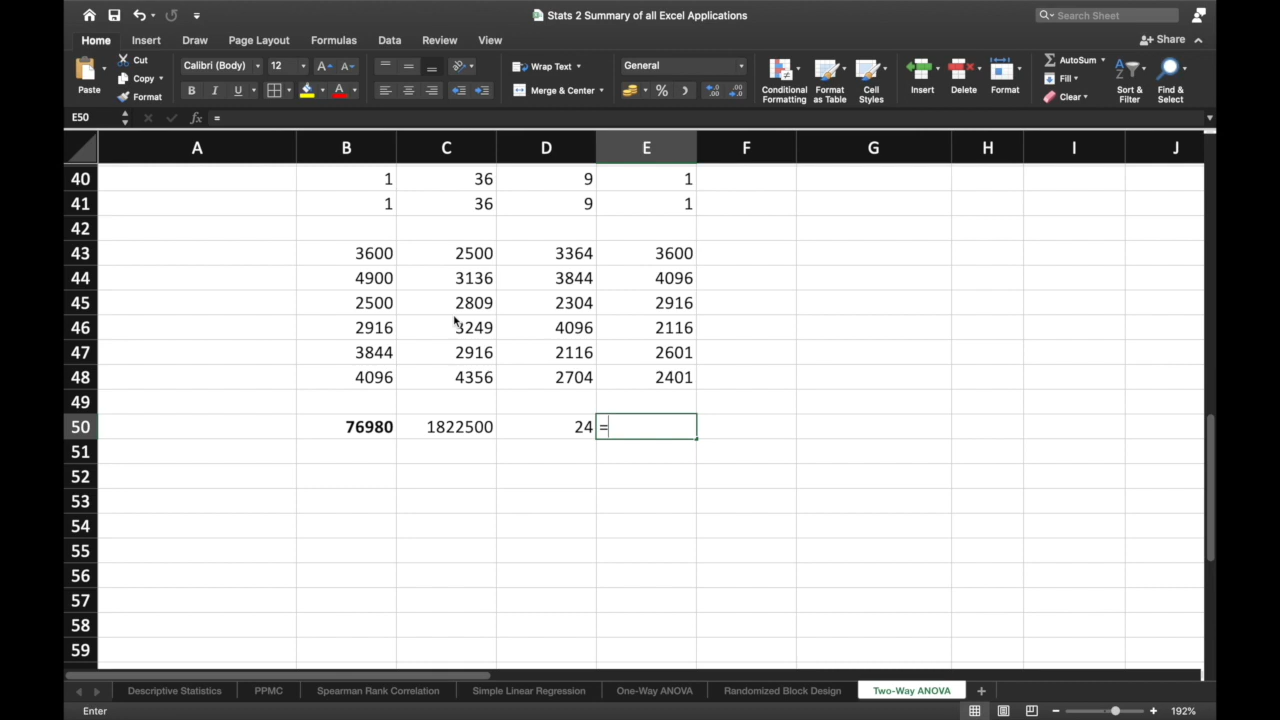 Stats 2 Summary of all Excel Applications
Search Sheet
Home Insert Draw Page Layout Formulas Data Review View
Share
Paste
Cut
Copy
Format
Calibri (Body) 12 A A
B I U A
Wrap Text
Merge & Center
General
%
Conditional Formatting
Format as Table
Cell Styles
Insert
Delete
Format
AutoSum
Fill
Clear
Sort & Filter
Find & Select
E50 fx =
A B C D E F G H I J
40 1 36 9 1
41 1 36 9 1
42
43 3600 2500 3364 3600
44 4900 3136 3844 4096
45 2500 2809 2304 2916
46 2916 3249 4096 2116
47 3844 2916 2116 2601
48 4096 4356 2704 2401
49
50 76980 1822500 24 =
51
52
53
54
55
56
57
58
59
Descriptive Statistics PPMC Spearman Rank Correlation Simple Linear Regression One-Way ANOVA Randomized Block Design Two-Way ANOVA
Enter 192%